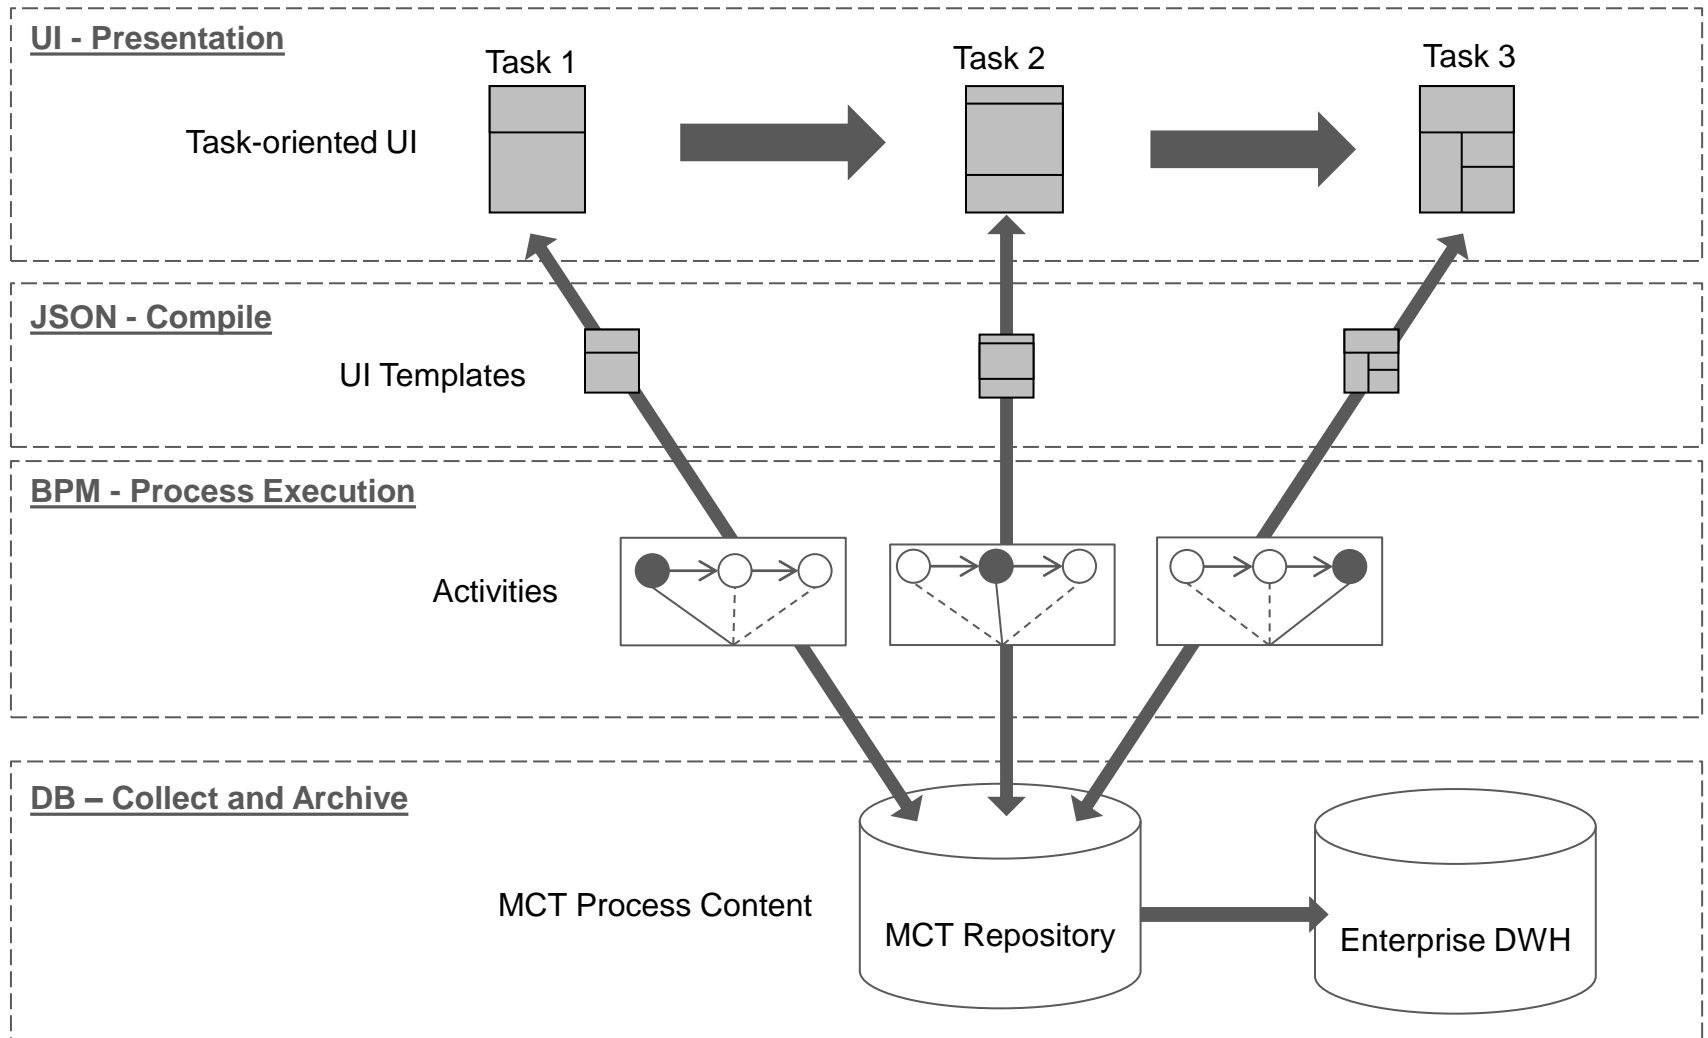 UI - Presentation
Task 1
Task 2
Task 3
Task-oriented UI
JSON - Compile
UI Templates
BPM - Process Execution
Activities
DB – Collect and Archive
MCT Process Content
MCT Repository
Enterprise DWH